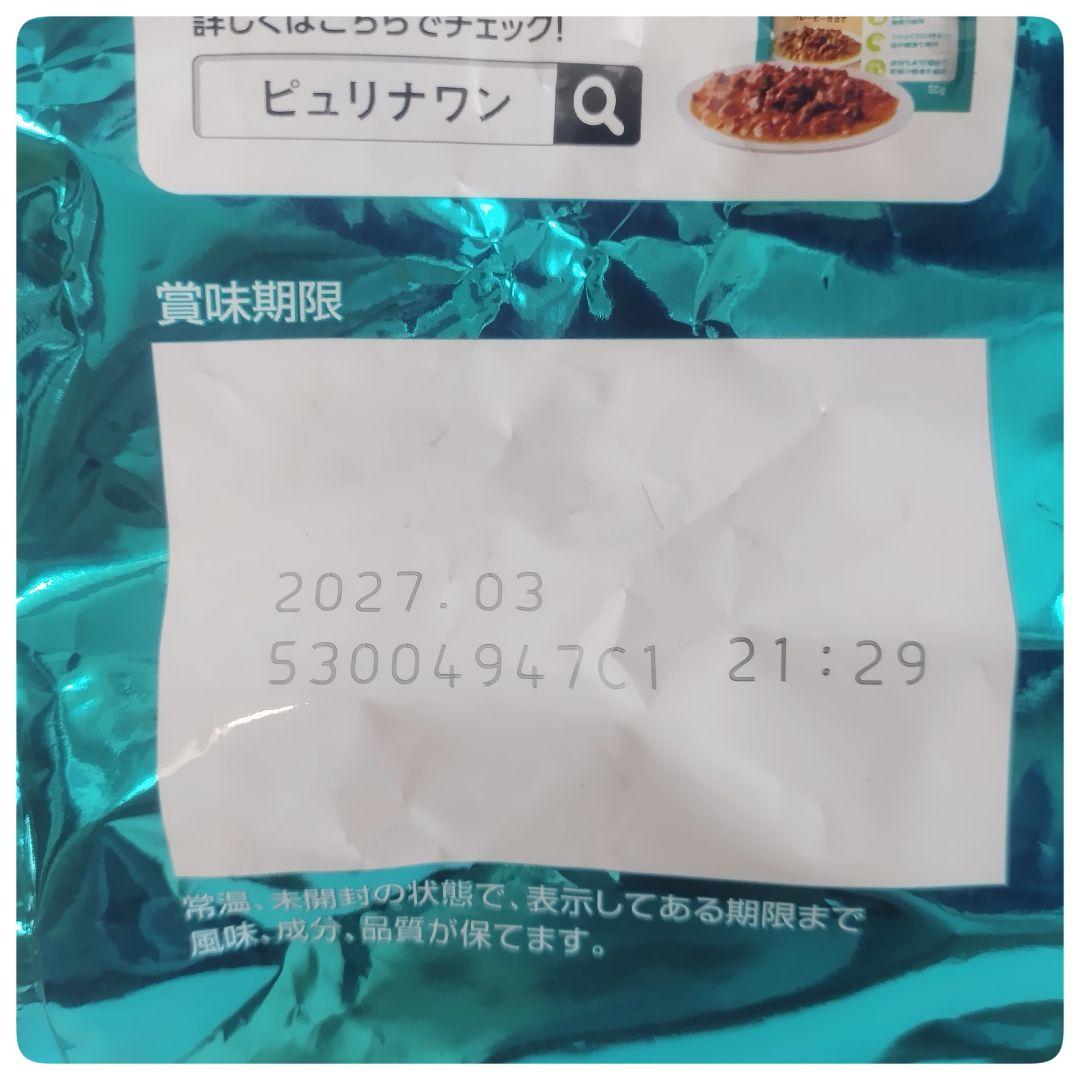 詳しくはこちらでチェック!
ピュリナワン
50g
賞味期限
2027.03
53004947C1 21:29
常温、未開封の状態で、表示してある期限まで
風味、成分、品質が保てます。